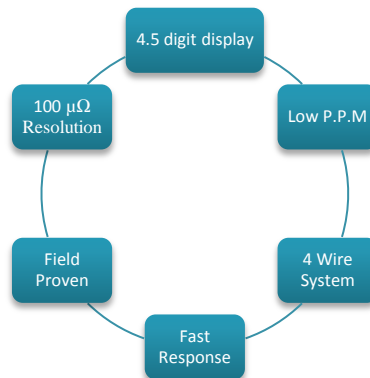 4.5 digit display
Low P.P.M
4 Wire
System
Fast
Response
Field
Proven
100 µΩ
Resolution